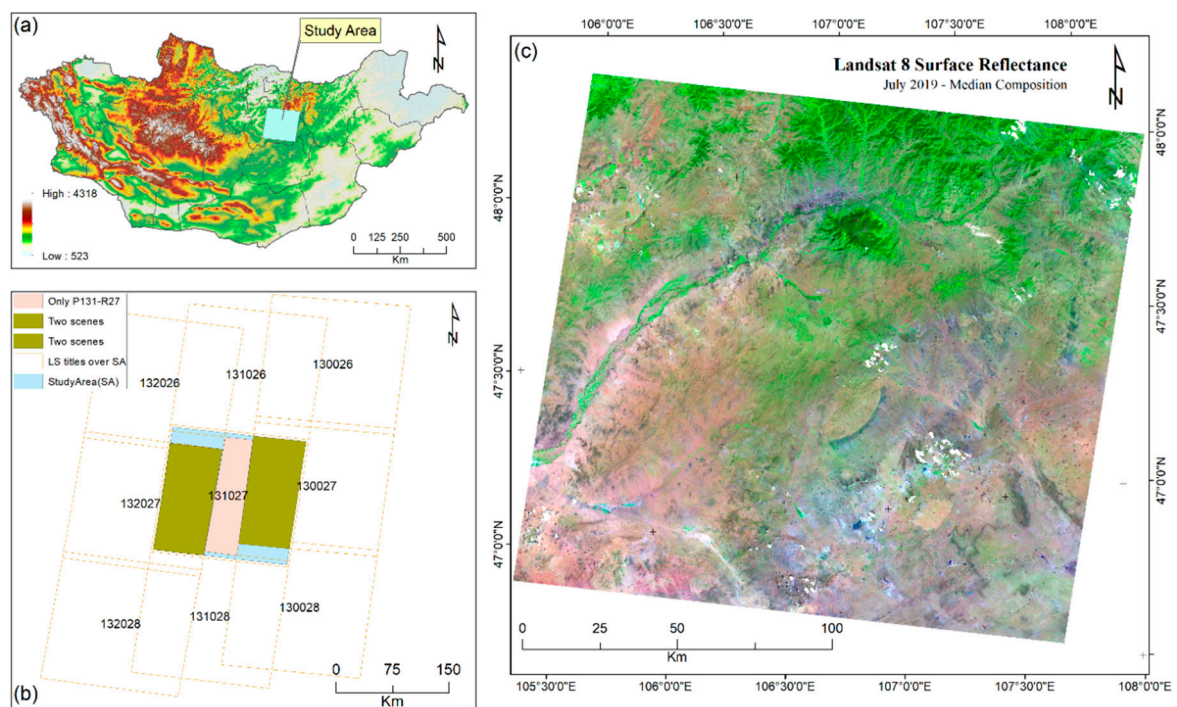 (a)
Study Area
N
High : 4318
Low : 523
0 125 250 500
Km
Only P131-R27
Two scenes
Two scenes
LS titles over SA
StudyArea(SA)
N
132026
131026
130026
132027
131027
130027
132028
131028
130028
0 75 150
Km
(b)
106°0'0"E 106°30'0"E 107°0'0"E 107°30'0"E 108°0'0"E
(c)
Landsat 8 Surface Reflectance
July 2019 - Median Composition
N
48°0'0"N
48°0'0"N
47°30'0"N
47°30'0"N
47°0'0"N
47°0'0"N
0 25 50 100
Km
105°30'0"E 106°0'0"E 106°30'0"E 107°0'0"E 107°30'0"E 108°0'0"E